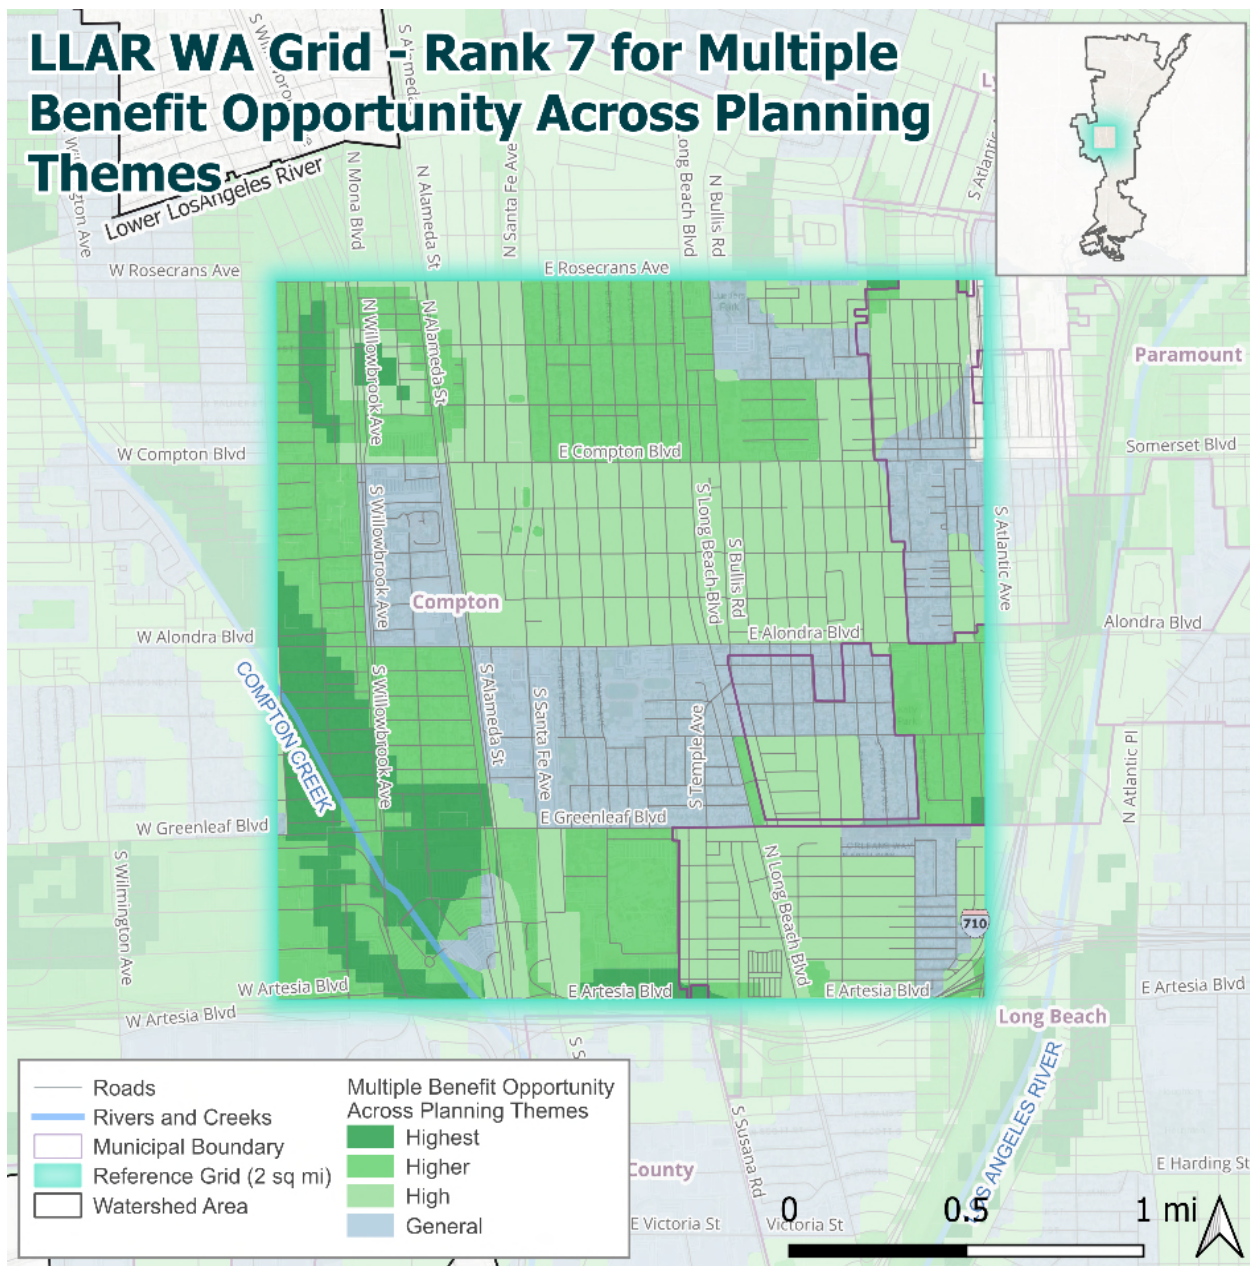 LLAR WA Grid - Rank 7 for Multiple
Benefit Opportunity Across Planning
Themes
Lower LosAngeles River
N Mona Blvd
N Alameda St
N Santa Fe Ave
Long Beach Blvd
N Bullis Rd
S Atlantic A
W Rosecrans Ave
E Rosecrans Ave
N Willowbrook Ave
N Alameda St
Paramount
W Compton Blvd
E Compton Blvd
Somerset Blvd
S Willowbrook Ave
S Long Beach Blvd
S Bullis Rd
S Atlantic Ave
Compton
W Alondra Blvd
E Alondra Blvd
Alondra Blvd
COMPTON CREEK
S Willowbrook Ave
S Alameda St
S Santa Fe Ave
S Temple Ave
N Atlantic Pl
W Greenleaf Blvd
E Greenleaf Blvd
S Wilmington Ave
N Long Beach Blvd
710
W Artesia Blvd
E Artesia Blvd
E Artesia Blvd
E Artesia Blvd
W Artesia Blvd
Long Beach
LOS ANGELES RIVER
S Susana Rd
County
E Harding St
E Victoria St
Victoria St
Roads
Rivers and Creeks
Municipal Boundary
Reference Grid (2 sq mi)
Watershed Area
Multiple Benefit Opportunity
Across Planning Themes
Highest
Higher
High
General
0 0.5 1 mi